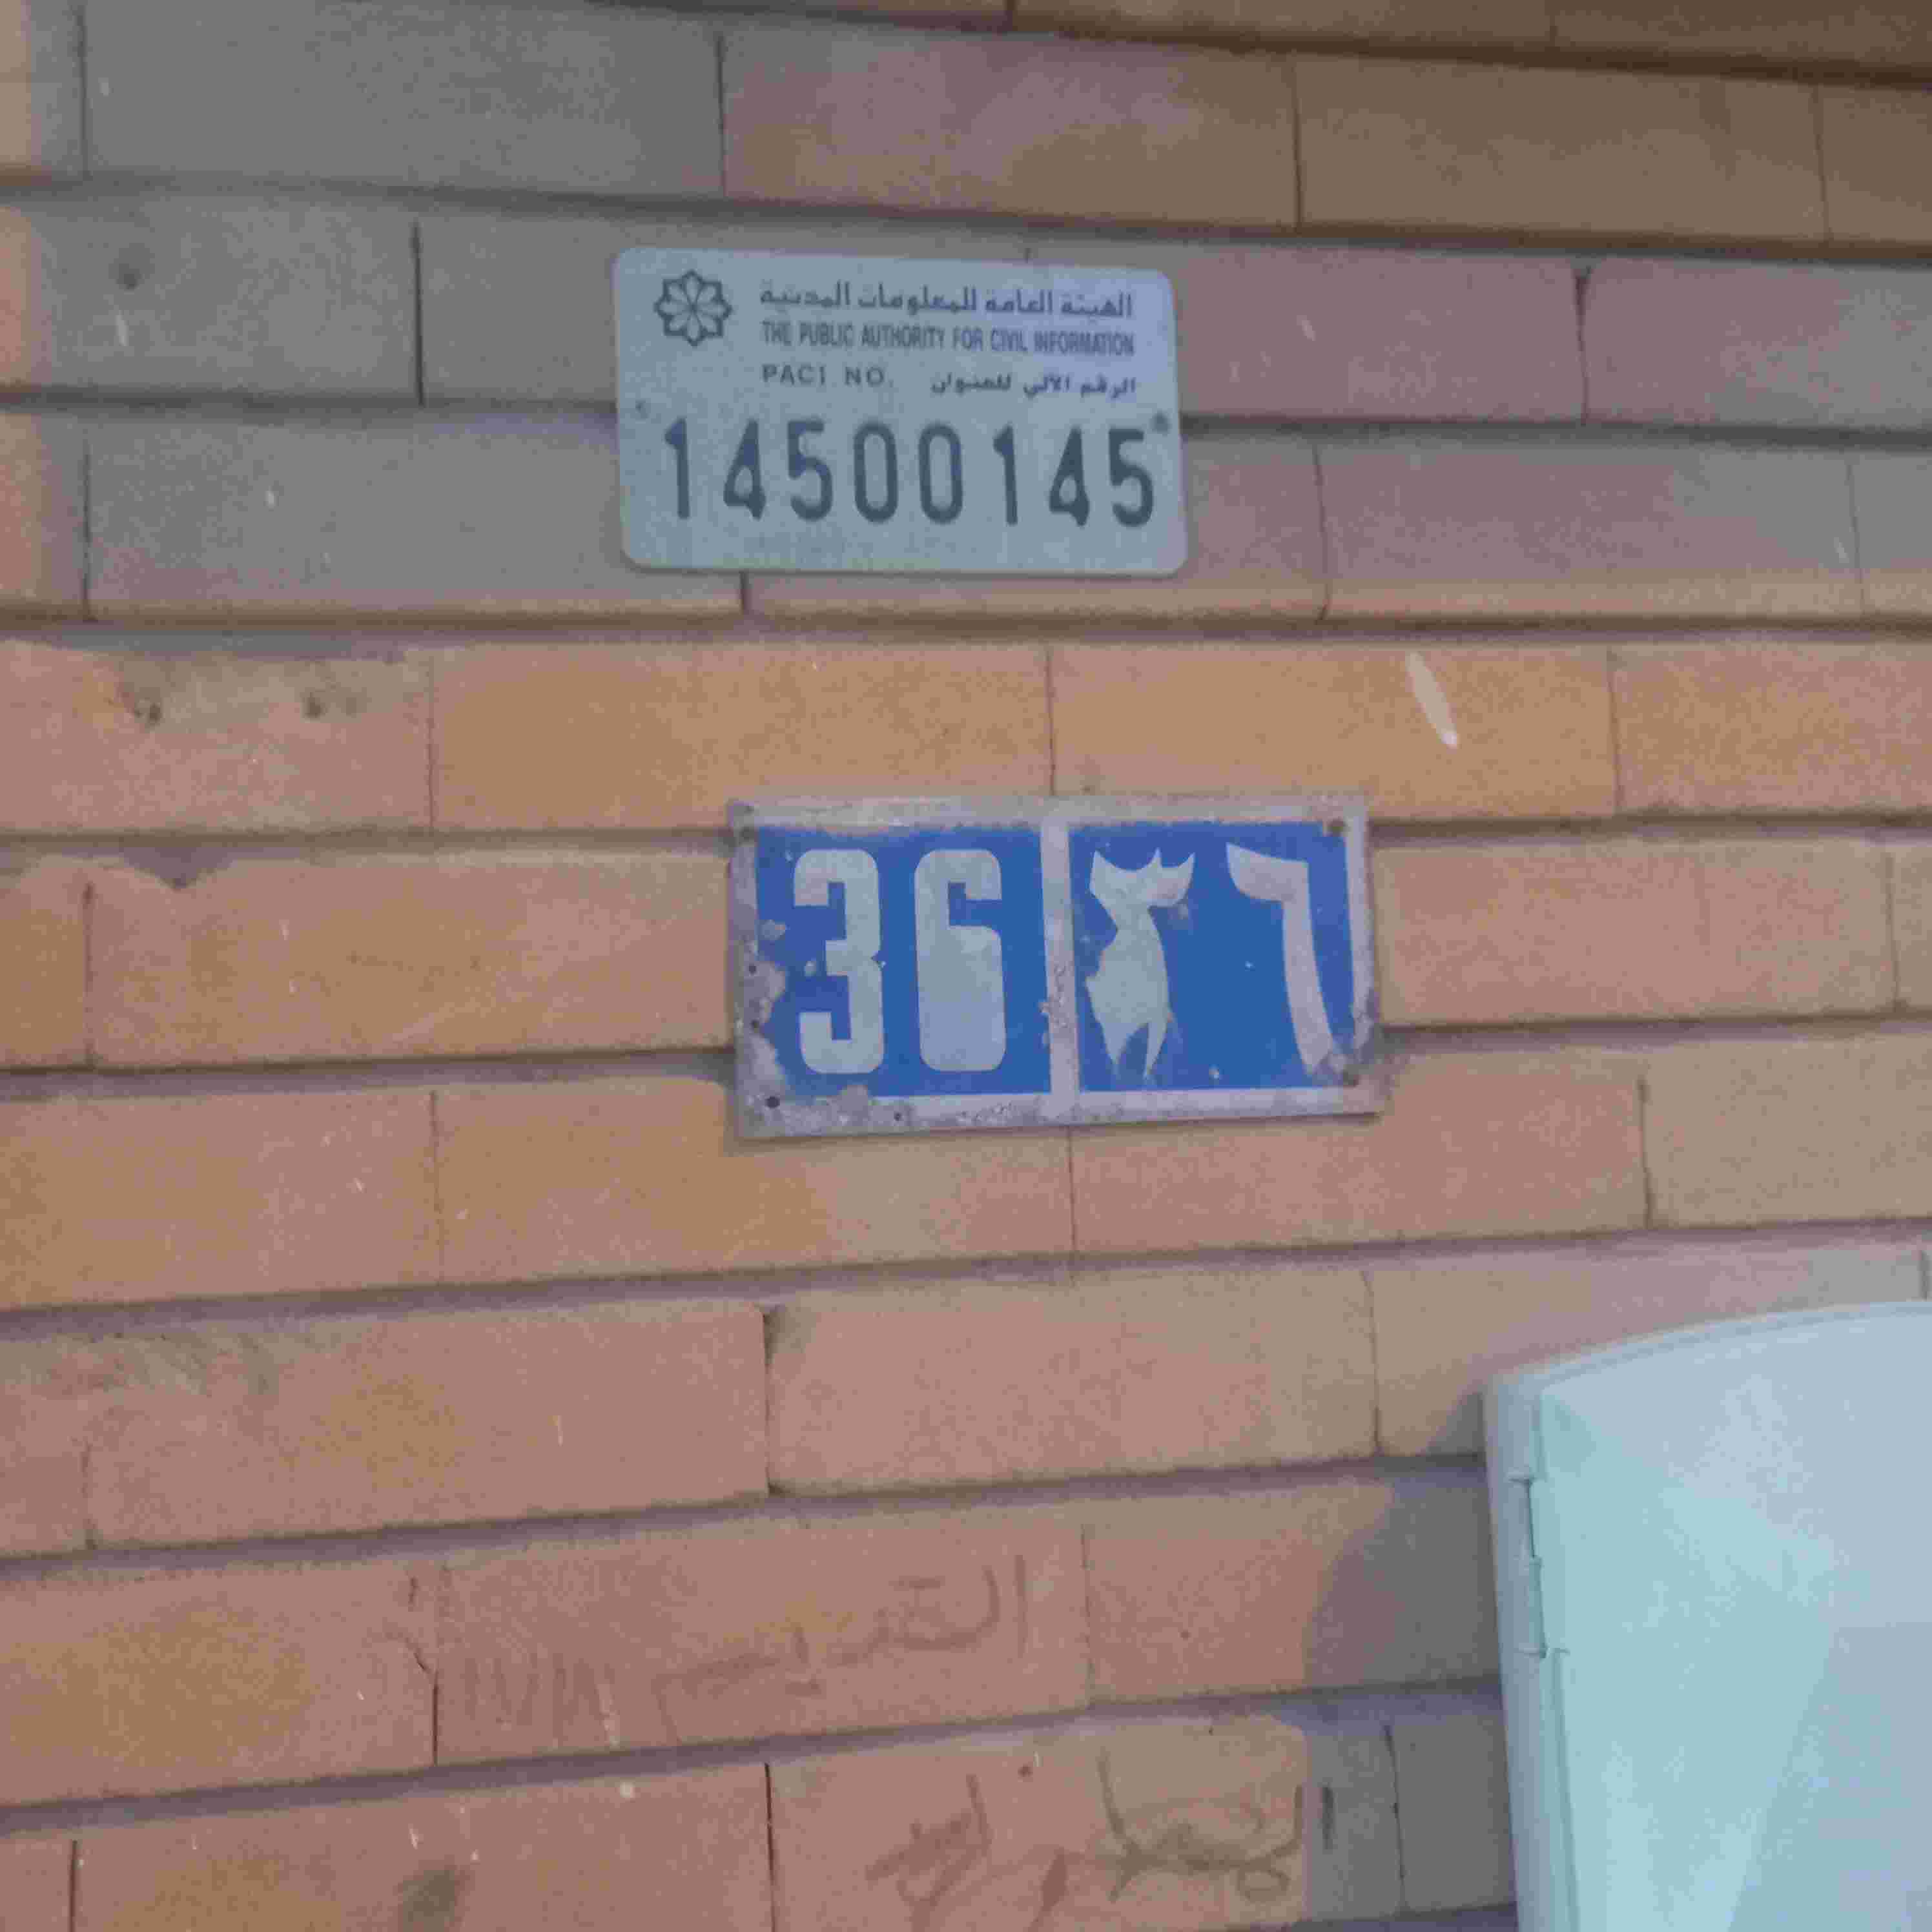 الهيئة العامة للمعلومات المدنية
THE PUBLIC AUTHORITY FOR CIVIL INFORMATION
PACI NO. الرقم الآلي للعنوان
14500145
36 ٣٦